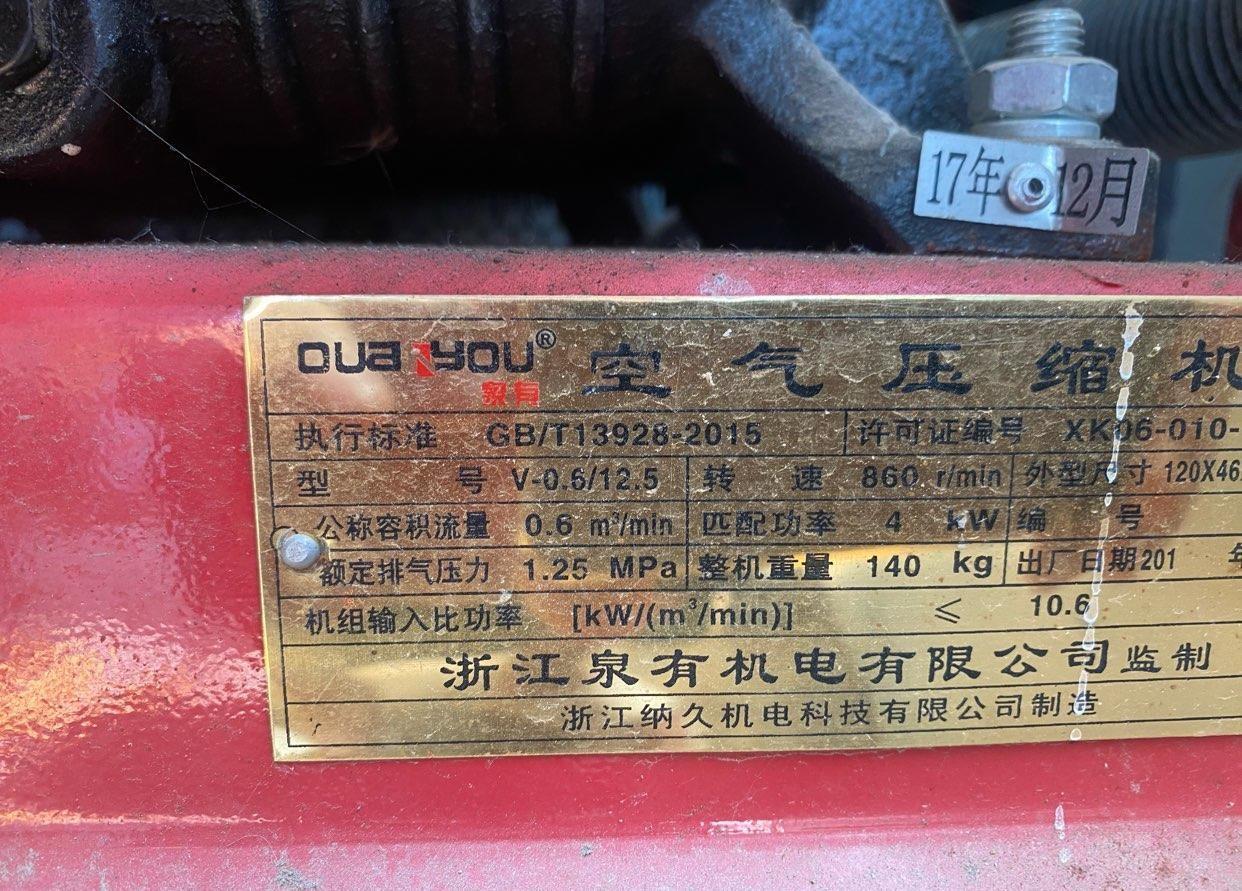 17年 12月
OUANYOU® 空气压缩机
泉有
执行标准 GB/T13928-2015 许可证编号 XK06-010-
型 号 V-0.6/12.5 转 速 860 r/min 外型尺寸 120X46
公称容积流量 0.6 m³/min 匹配功率 4 kW 编 号
额定排气压力 1.25 MPa 整机重量 140 kg 出厂日期201 年
机组输入比功率 [kW/(m³/min)] ≤ 10.6
浙江泉有机电有限公司监制
浙江纳久机电科技有限公司制造